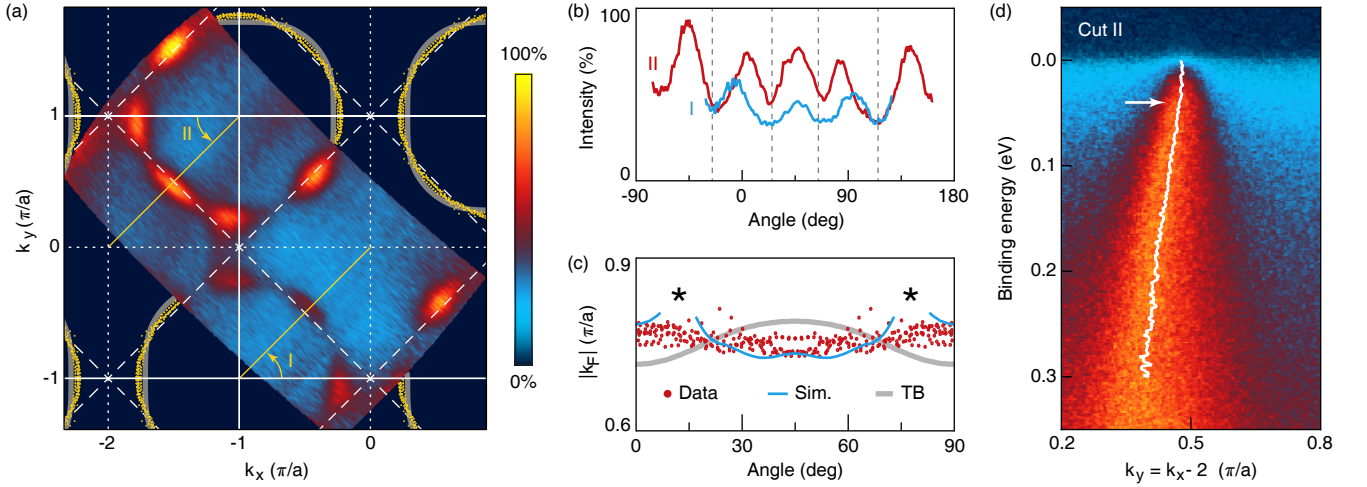 (a)
100%
0%
k_y (π/a)
1
0
-1
-2
-1
0
k_x (π/a)
II
I
(b)
Intensity (%)
100
0
II
I
-90
0
90
180
Angle (deg)
(c)
|k_F| (π/a)
0.9
0.6
* *
Data Sim. TB
0
30
60
90
Angle (deg)
(d)
Cut II
Binding energy (eV)
0.0
0.1
0.2
0.3
0.2
0.5
0.8
k_y = k_x - 2 (π/a)